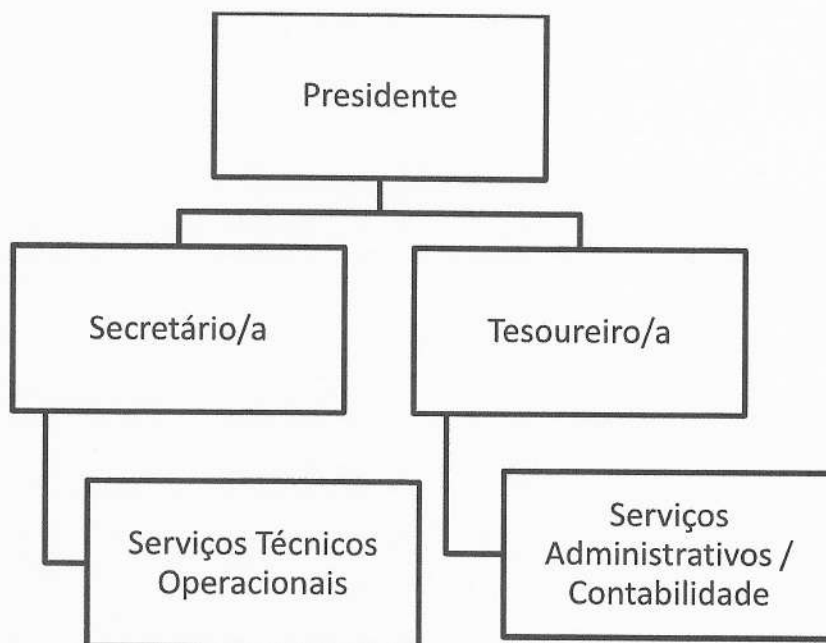 Presidente
Secretário/a
Tesoureiro/a
Serviços Técnicos
Operacionais
Serviços
Administrativos /
Contabilidade